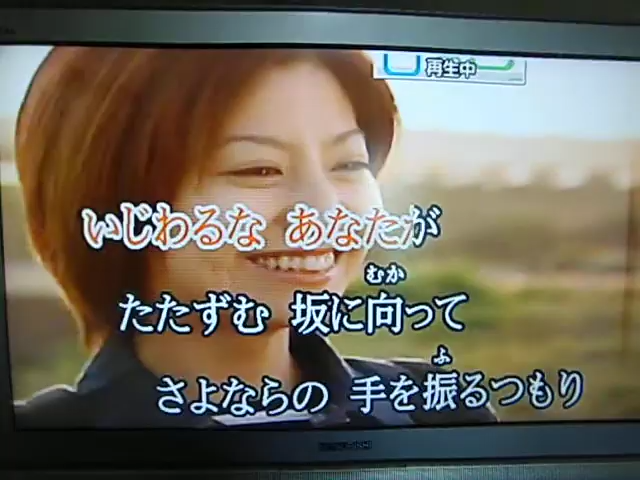 再生中
いじわるな あなたが
むか
たたずむ 坂に向って
ふ
さよならの 手を振るつもり